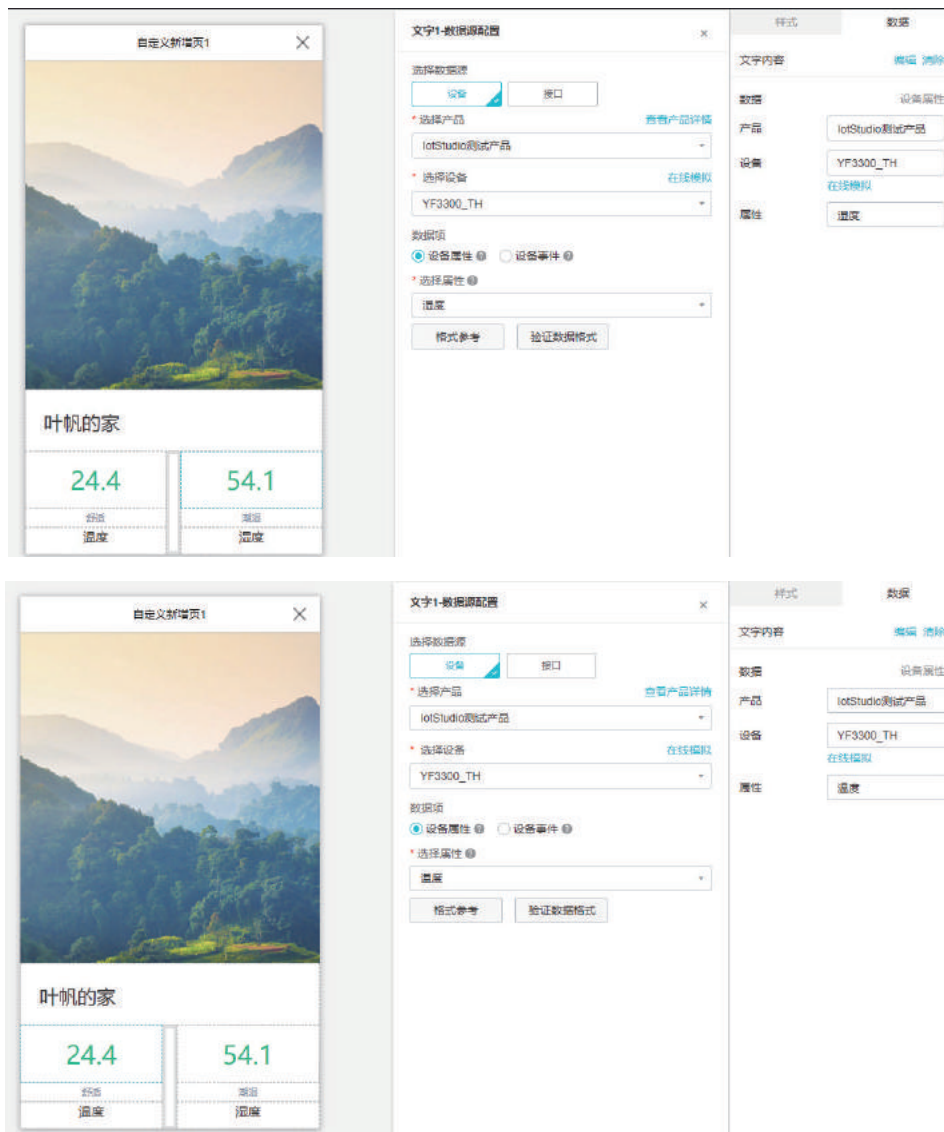 自定义新增页1
叶帆的家
24.4
54.1
舒适
潮湿
温度
湿度
文字1-数据源配置
选择数据源
设备
接口
* 选择产品
查看产品详情
IotStudio测试产品
* 选择设备
在线模拟
YF3300_TH
数据项
设备属性
设备事件
* 选择属性
湿度
格式参考
验证数据格式
样式
数据
文字内容
编辑 清除
数据
设备属性
产品
IotStudio测试产品
设备
YF3300_TH
在线模拟
属性
湿度
自定义新增页1
叶帆的家
24.4
54.1
舒适
潮湿
温度
湿度
文字1-数据源配置
选择数据源
设备
接口
* 选择产品
查看产品详情
IotStudio测试产品
* 选择设备
在线模拟
YF3300_TH
数据项
设备属性
设备事件
* 选择属性
温度
格式参考
验证数据格式
样式
数据
文字内容
编辑 清除
数据
设备属性
产品
IotStudio测试产品
设备
YF3300_TH
在线模拟
属性
温度